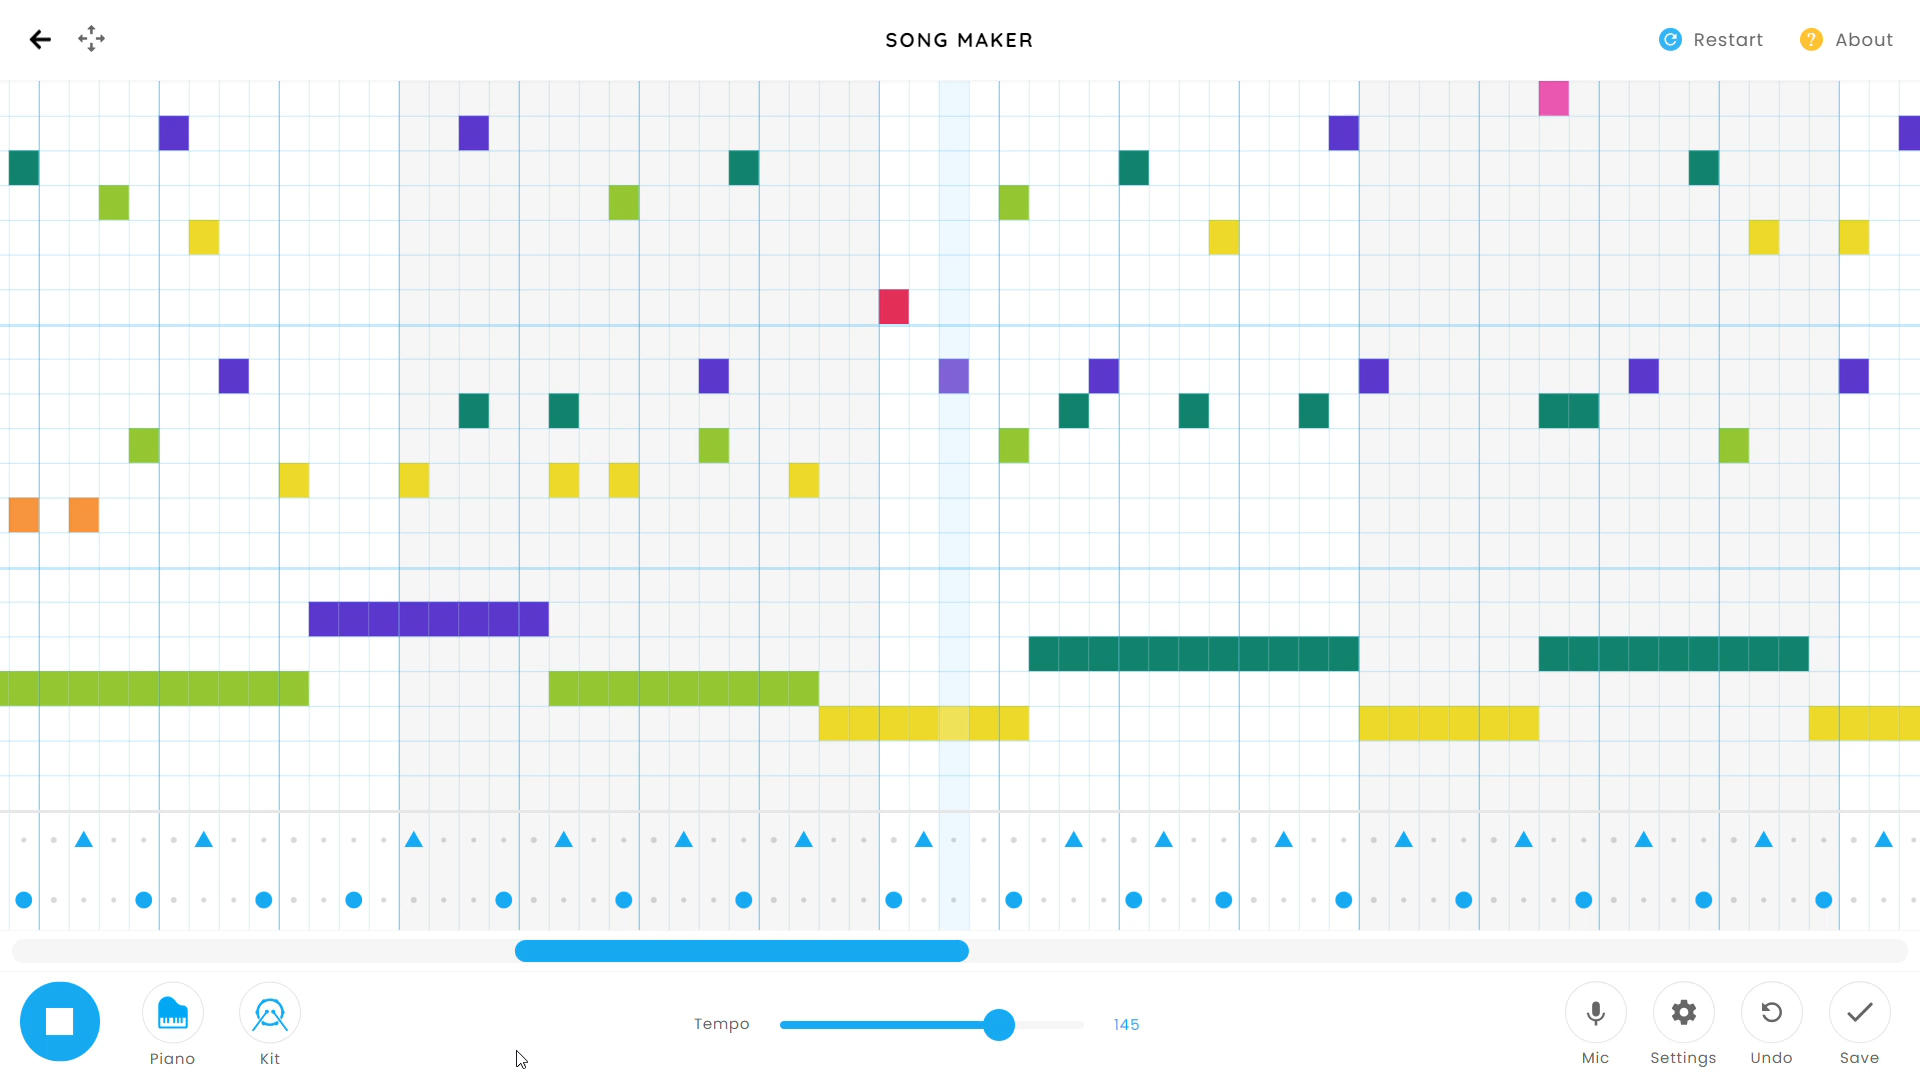 SONG MAKER
Restart
? About
Tempo
145
Piano
Kit
Mic
Settings
Undo
Save